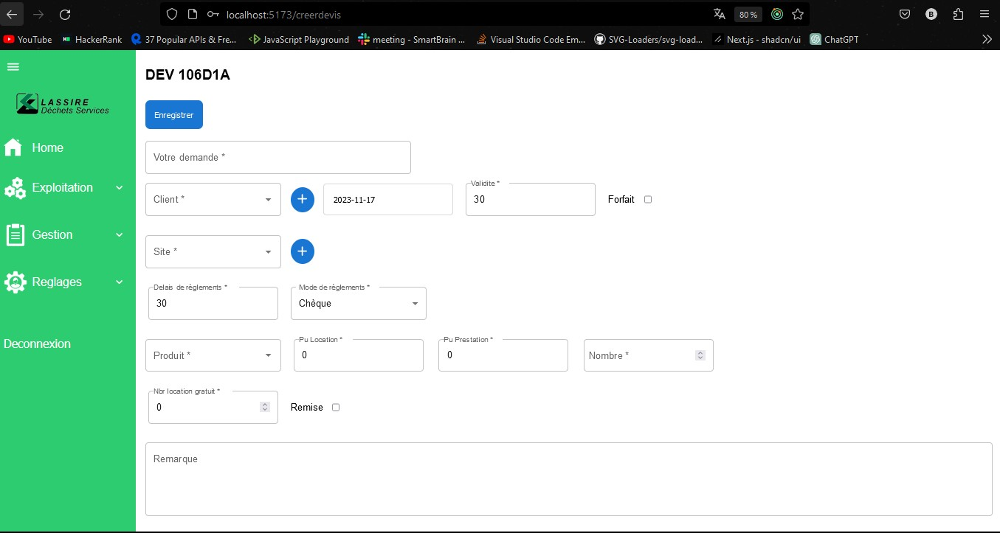 localhost:5173/creerdevis
80 %
B
YouTube
HackerRank
37 Popular APIs & Fre...
JavaScript Playground
meeting - SmartBrain ...
Visual Studio Code Em...
SVG-Loaders/svg-load...
Next.js - shadcn/ui
ChatGPT
LASSIRE
Déchets Services
Home
Exploitation
Gestion
Reglages
Deconnexion
DEV 106D1A
Enregistrer
Votre demande *
Client *
2023-11-17
Validite *
30
Forfait
Site *
Delais de règlements *
30
Mode de règlements *
Chèque
Produit *
Pu Location *
0
Pu Prestation *
0
Nombre *
Nbr location gratuit *
0
Remise
Remarque